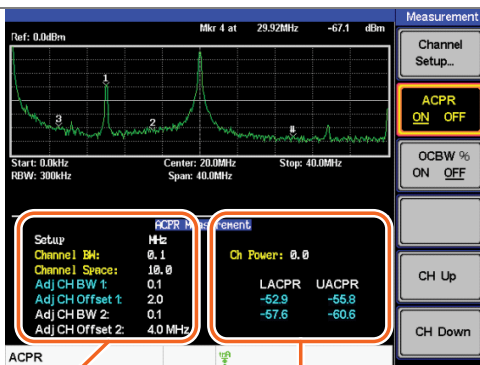 Measurement
Mkr 4 at 29.92MHz -67.1 dBm
Ref: 0.0dBm
Channel
Setup...
1
3
2
4
ACPR
ON OFF
Start: 0.0kHz Center: 20.0MHz Stop: 40.0MHz
RBW: 300kHz Span: 40.0MHz
OCBW %
ON OFF
ACPR Measurement
Setup MHz
Channel BW: 0.1 Ch Power: 0.0
Channel Space: 10.0
Adj CH BW 1: 0.1 LACPR UACPR
Adj CH Offset 1: 2.0 -52.9 -55.8
Adj CH BW 2: 0.1 -57.6 -60.6
Adj CH Offset 2: 4.0 MHz
CH Up
CH Down
ACPR